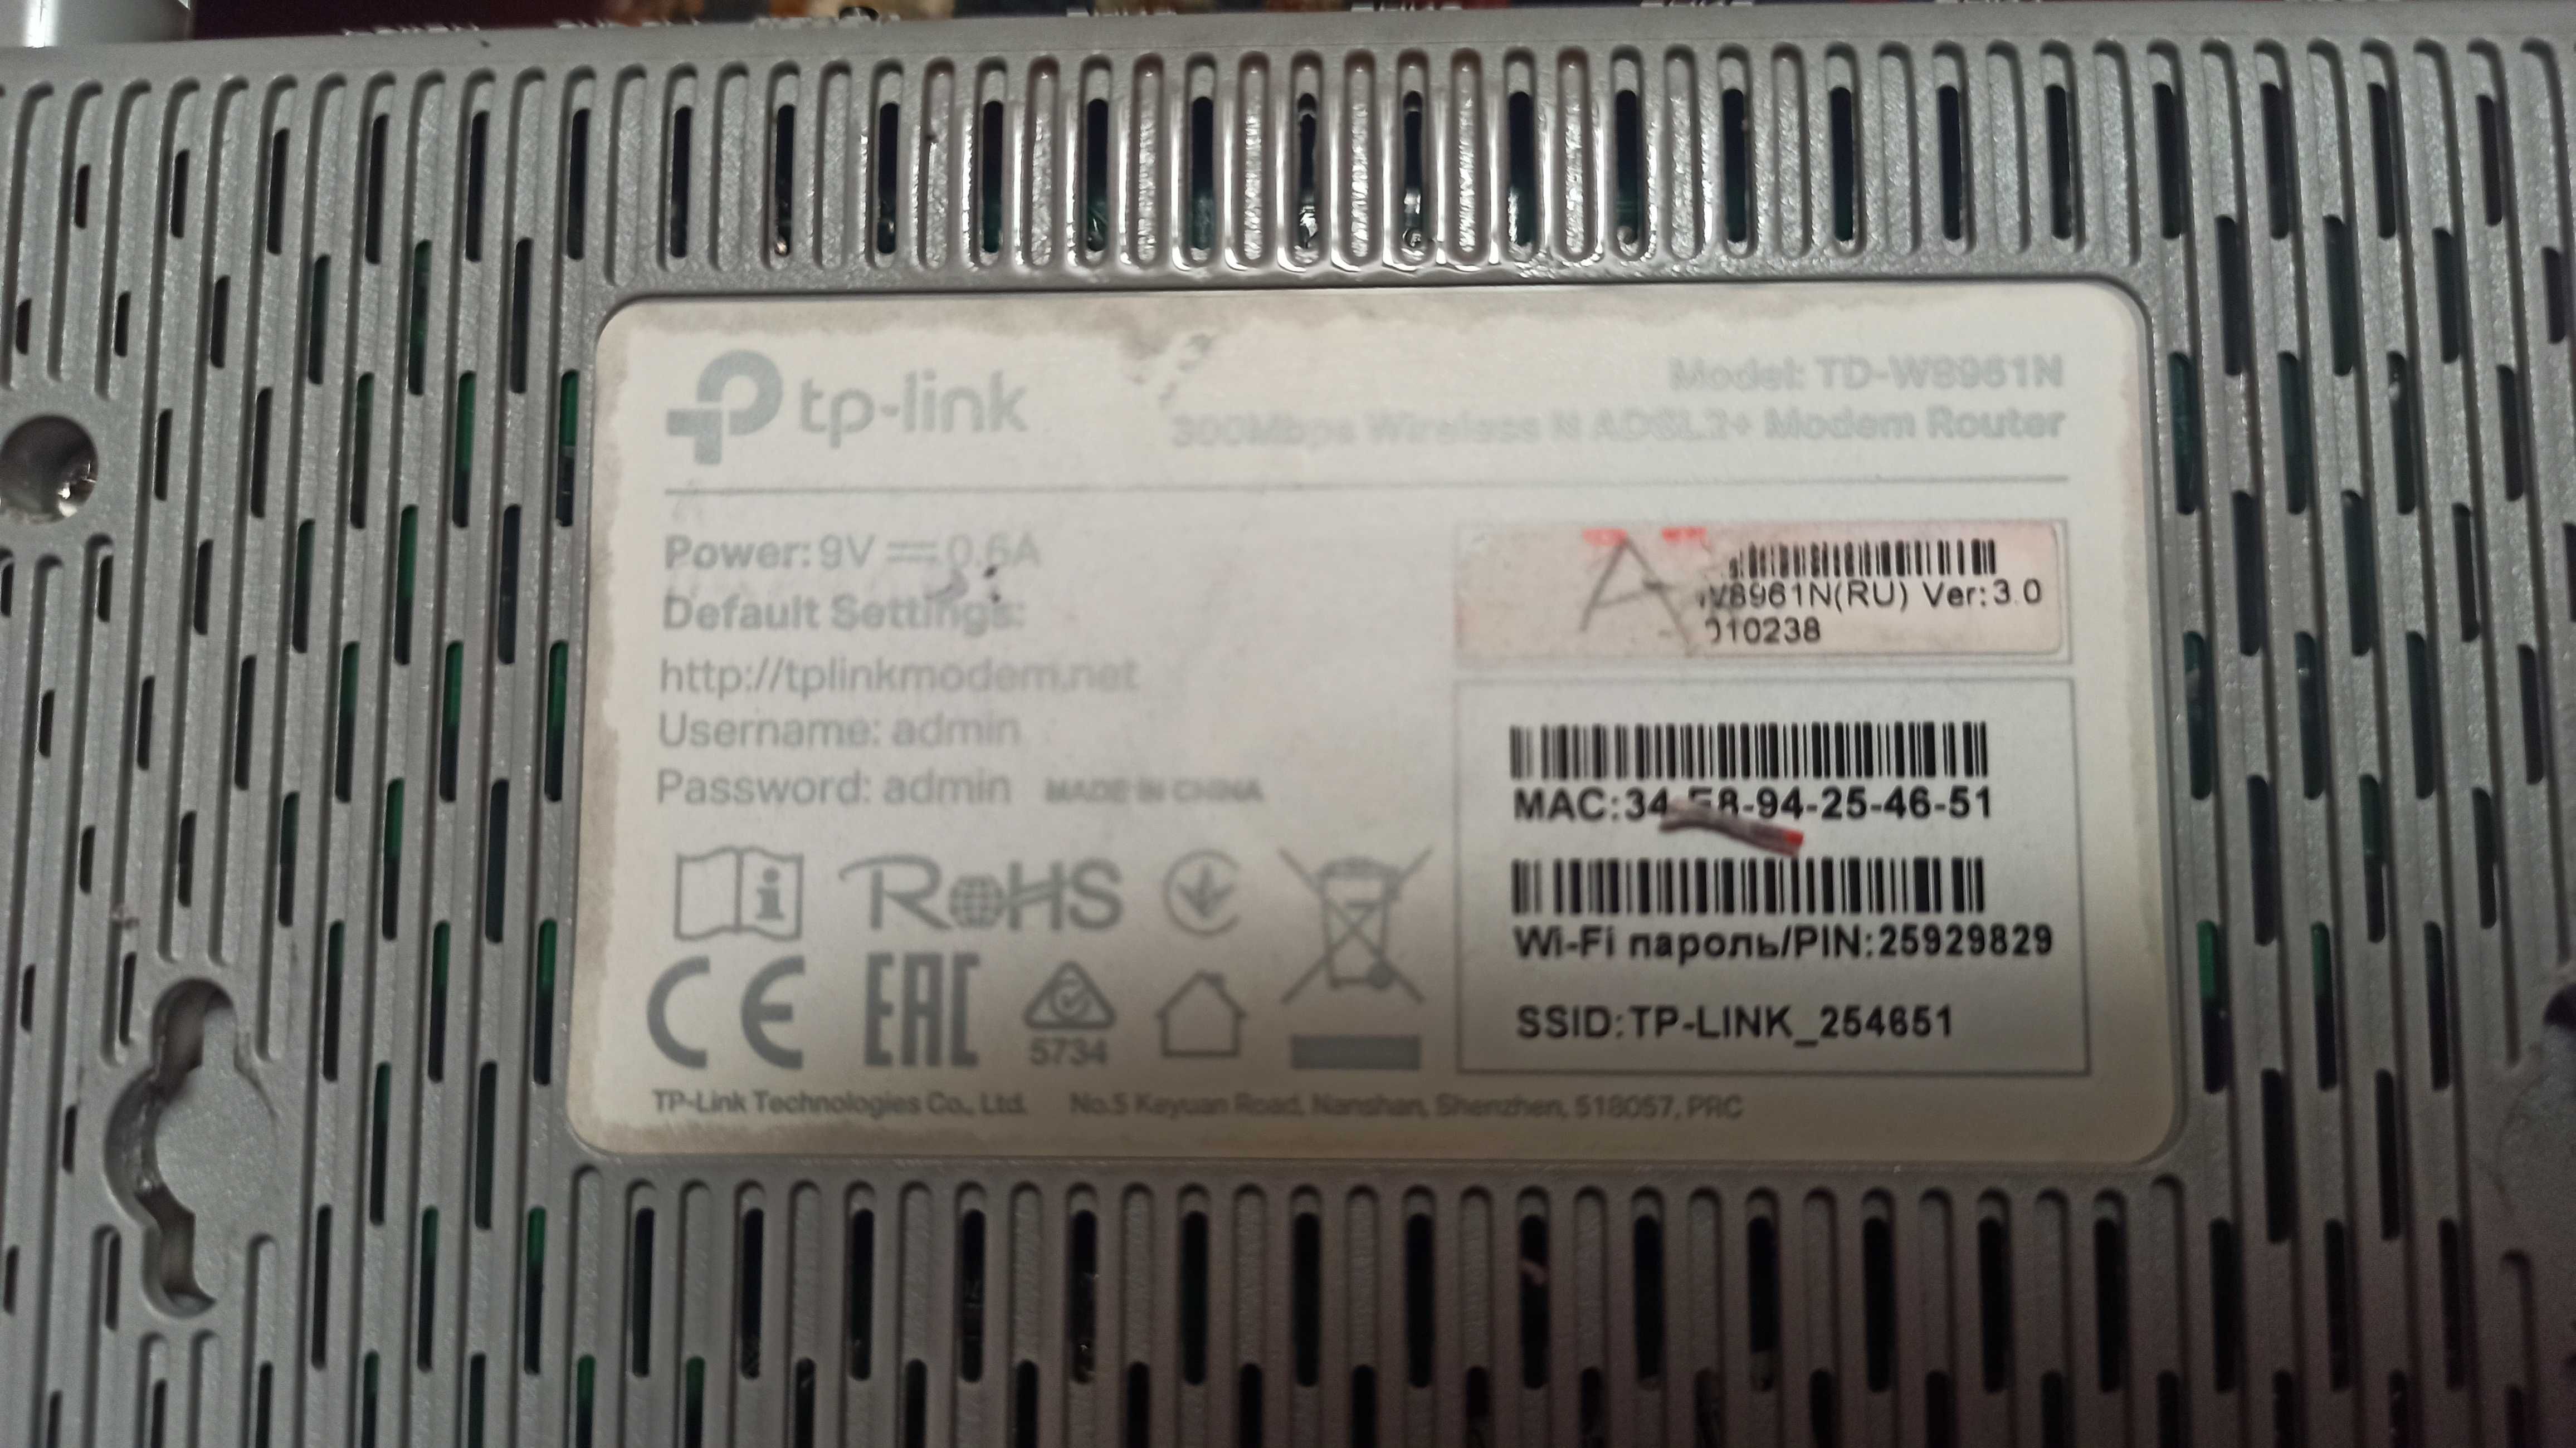 tp-link
Model: TD-W8961N
300Mbps Wireless N ADSL2+ Modem Router
Power: 9V 0.6A
Default Settings:
http://tplinkmodem.net
Username: admin
Password: admin MADE IN CHINA
W8961N(RU) Ver:3.0
010238
MAC:34-E8-94-25-46-51
Wi-Fi пароль/PIN:25929829
SSID:TP-LINK_254651
RoHS
CE EAC 5734
TP-Link Technologies Co., Ltd. No.5 Keyuan Road, Nanshan, Shenzhen, 518057, PRC